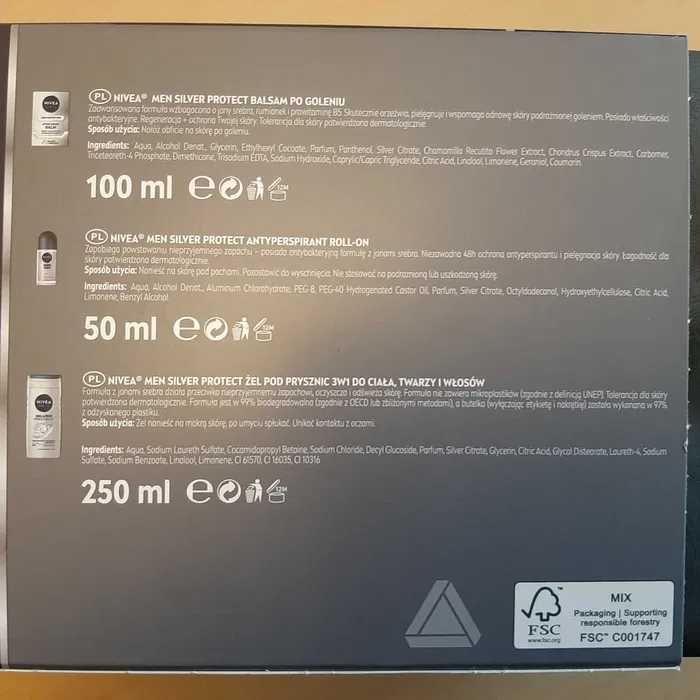 NIVEA
BALM
PL NIVEA® MEN SILVER PROTECT BALSAM PO GOLENIU
Zaawansowana formuła wzbogacona o jony srebra, rumianek i prowitaminę B5. Skutecznie orzeźwia, pielęgnuje i wspomaga odnowę skóry podrażnionej goleniem. Posiada właściwości
antybakteryjne. Regeneracja + ochrona Twojej skóry. Tolerancja dla skóry potwierdzona dermatologicznie.
Sposób użycia: Nałóż obficie na skórę po goleniu.
Ingredients: Aqua, Alcohol Denat., Glycerin, Ethylhexyl Cocoate, Parfum, Panthenol, Silver Citrate, Chamomilla Recutita Flower Extract, Chondrus Crispus Extract, Carbomer,
Triceteareth-4 Phosphate, Dimethicone, Trisodium EDTA, Sodium Hydroxide, Caprylic/Capric Triglyceride, Citric Acid, Linalool, Limonene, Geraniol, Coumarin.
100 ml e 12M
PL NIVEA® MEN SILVER PROTECT ANTYPERSPIRANT ROLL-ON
Zapobiega powstawaniu nieprzyjemnego zapachu – posiada antybakteryjną formułę z jonami srebra. Niezawodna 48h ochrona antyperspirantu i pielęgnacja skóry. Łagodność dla
skóry potwierdzona dermatologicznie.
Sposób użycia: Nanieść na skórę pod pachami. Pozostawić do wyschnięcia. Nie stosować na podrażnioną lub uszkodzoną skórę.
Ingredients: Aqua, Alcohol Denat., Aluminum Chlorohydrate, PEG-8, PEG-40 Hydrogenated Castor Oil, Parfum, Silver Citrate, Octyldodecanol, Hydroxyethylcellulose, Citric Acid,
Limonene, Benzyl Alcohol.
50 ml e 12M
NIVEA
PL NIVEA® MEN SILVER PROTECT ŻEL POD PRYSZNIC 3W1 DO CIAŁA, TWARZY I WŁOSÓW
Formuła z jonami srebra działa przeciwko nieprzyjemnemu zapachowi, oczyszcza i odświeża skórę. Formuła nie zawiera mikroplastików (zgodnie z definicją UNEP). Tolerancja dla skóry
potwierdzona dermatologicznie. Formuła jest w 99% biodegradowalna (zgodnie z OECD lub zbliżonymi metodami), a butelka (wyłączając etykietę i nakrętkę) została wykonana w 97%
z odzyskanego plastiku.
Sposób użycia: Żel nanieść na mokrą skórę, po umyciu spłukać. Unikać kontaktu z oczami.
Ingredients: Aqua, Sodium Laureth Sulfate, Cocamidopropyl Betaine, Sodium Chloride, Decyl Glucoside, Parfum, Silver Citrate, Glycerin, Citric Acid, Glycol Distearate, Laureth-4, Sodium
Sulfate, Sodium Benzoate, Linalool, Limonene, CI 61570, CI 16035, CI 10316
250 ml e 12M
FSC
www.fsc.org
MIX
Packaging | Supporting
responsible forestry
FSC™ C001747